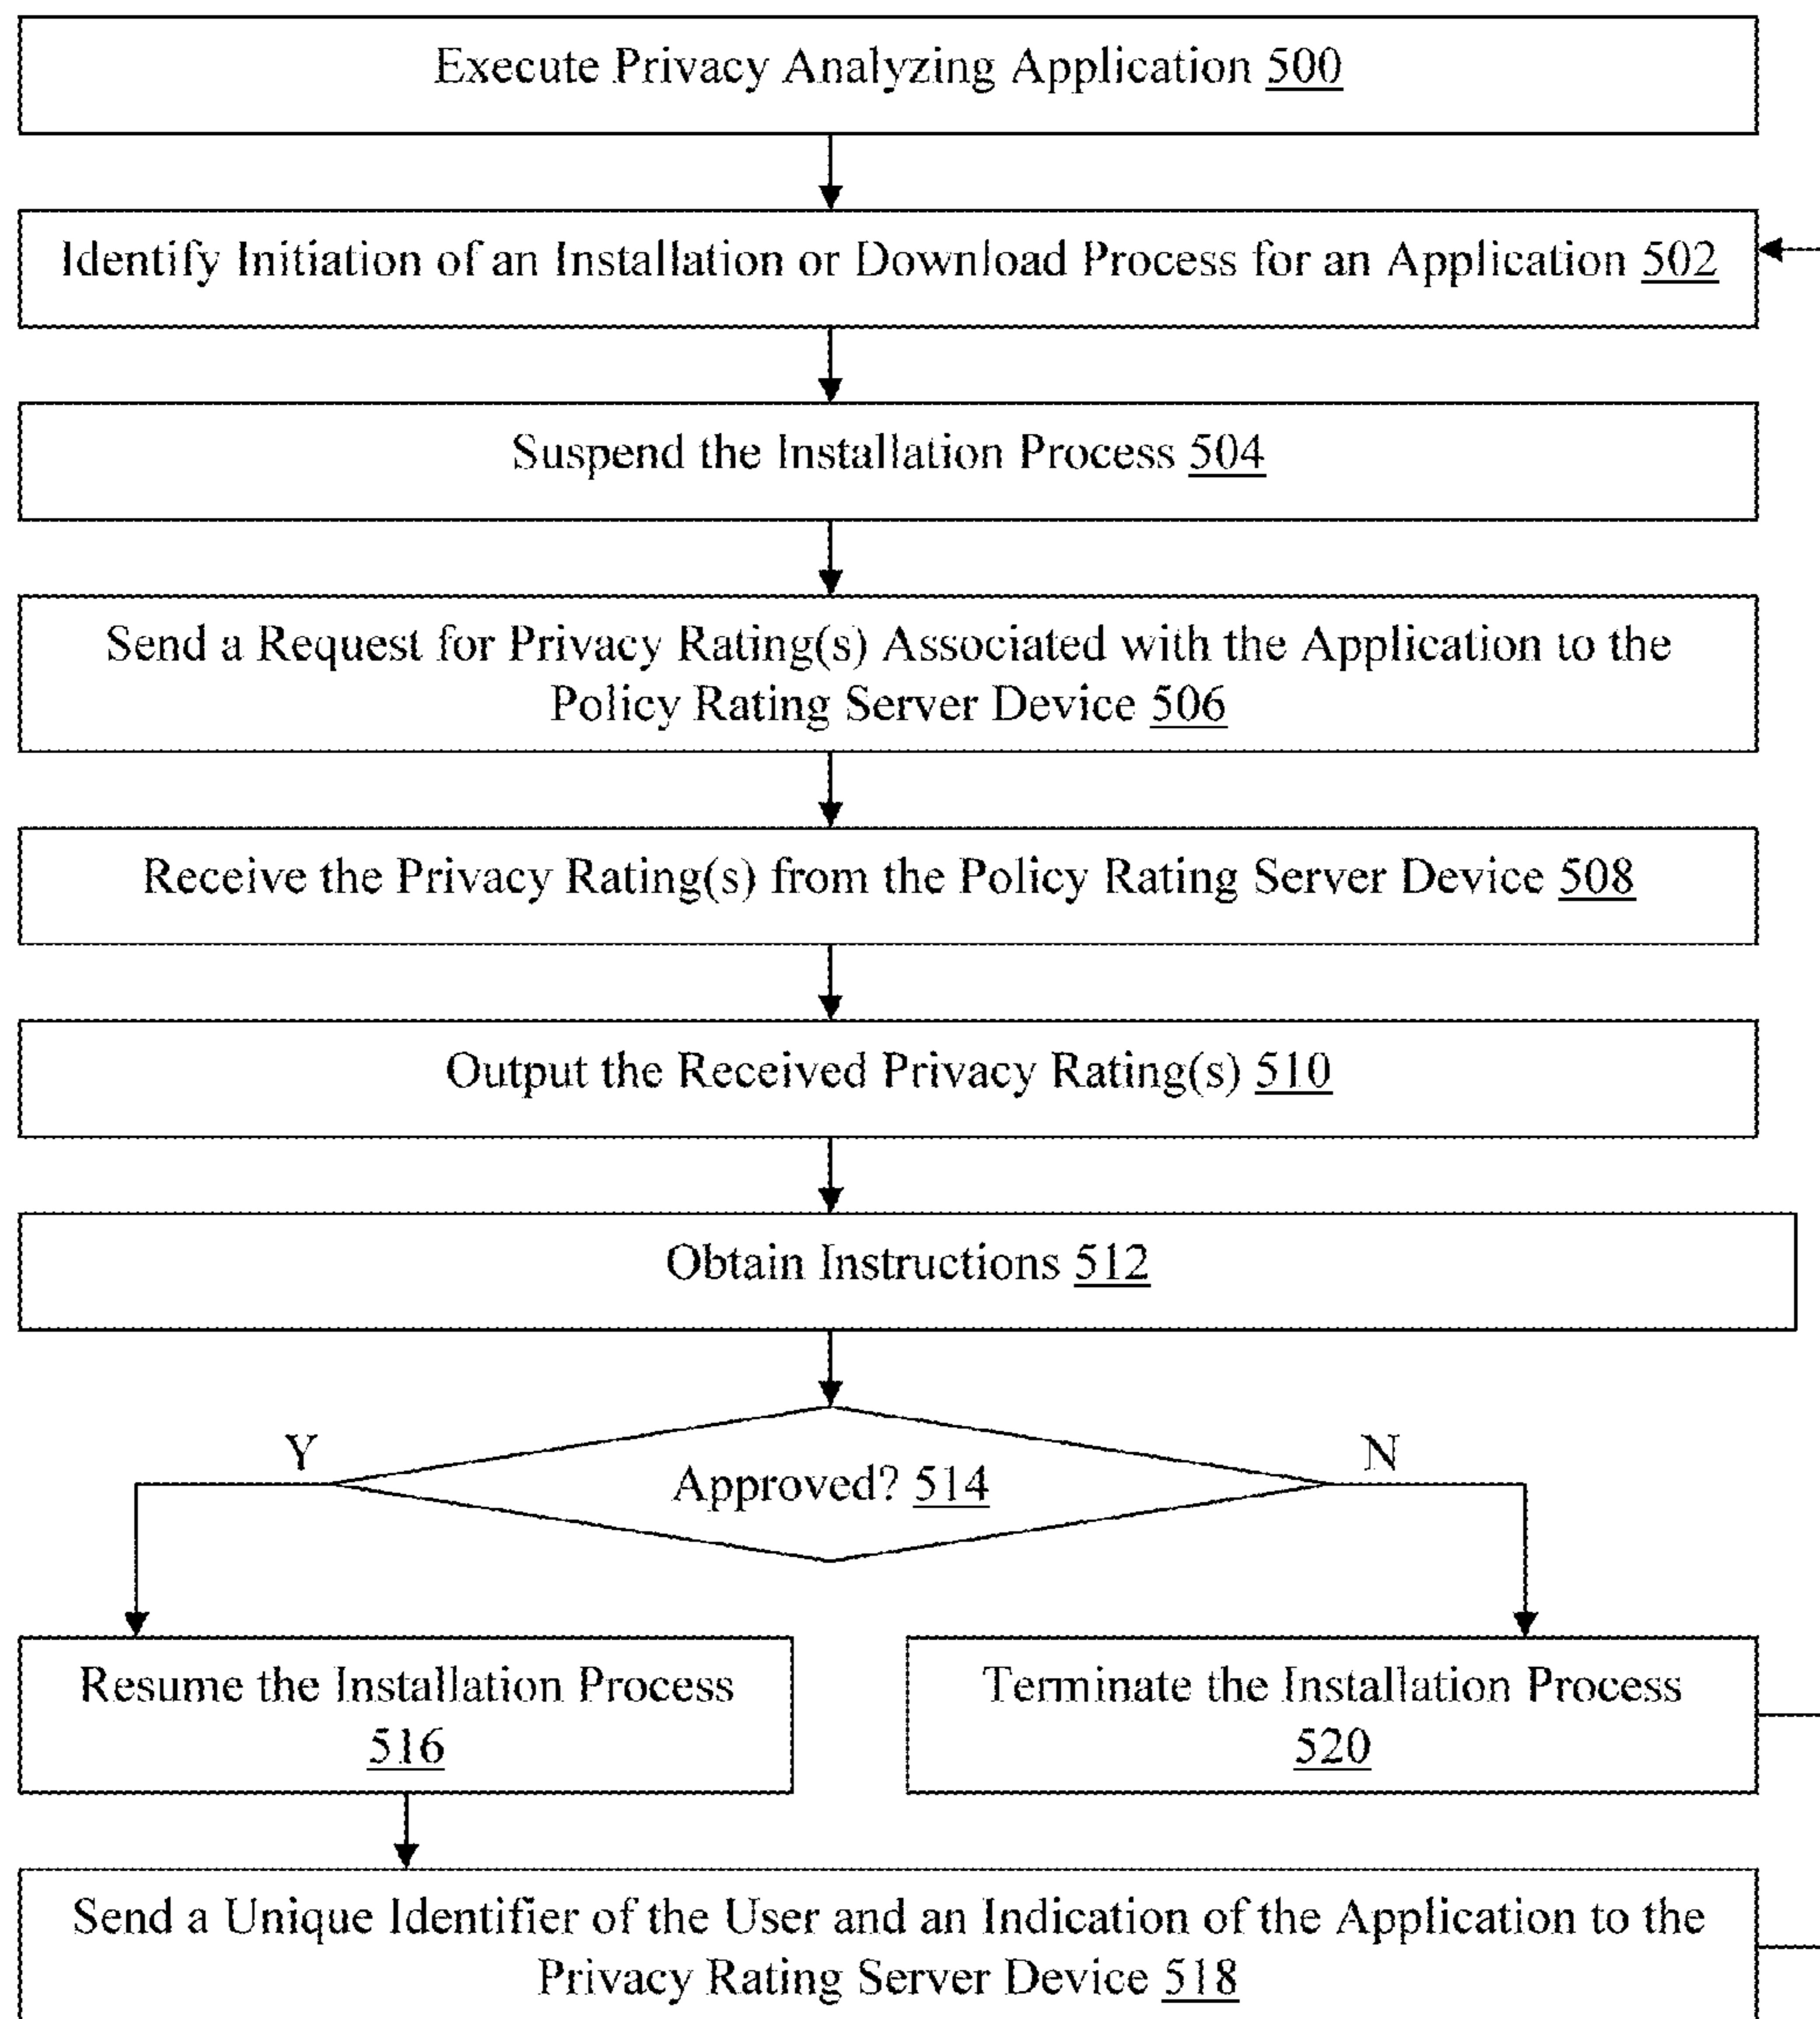 Execute Privacy Analyzing Application 500
Identify Initiation of an Installation or Download Process for an Application 502
Suspend the Installation Process 504
Send a Request for Privacy Rating(s) Associated with the Application to the
Policy Rating Server Device 506
Receive the Privacy Rating(s) from the Policy Rating Server Device 508
Output the Received Privacy Rating(s) 510
Obtain Instructions 512
Y
N
Approved? 514
Resume the Installation Process
516
Terminate the Installation Process
520
Send a Unique Identifier of the User and an Indication of the Application to the
Privacy Rating Server Device 518